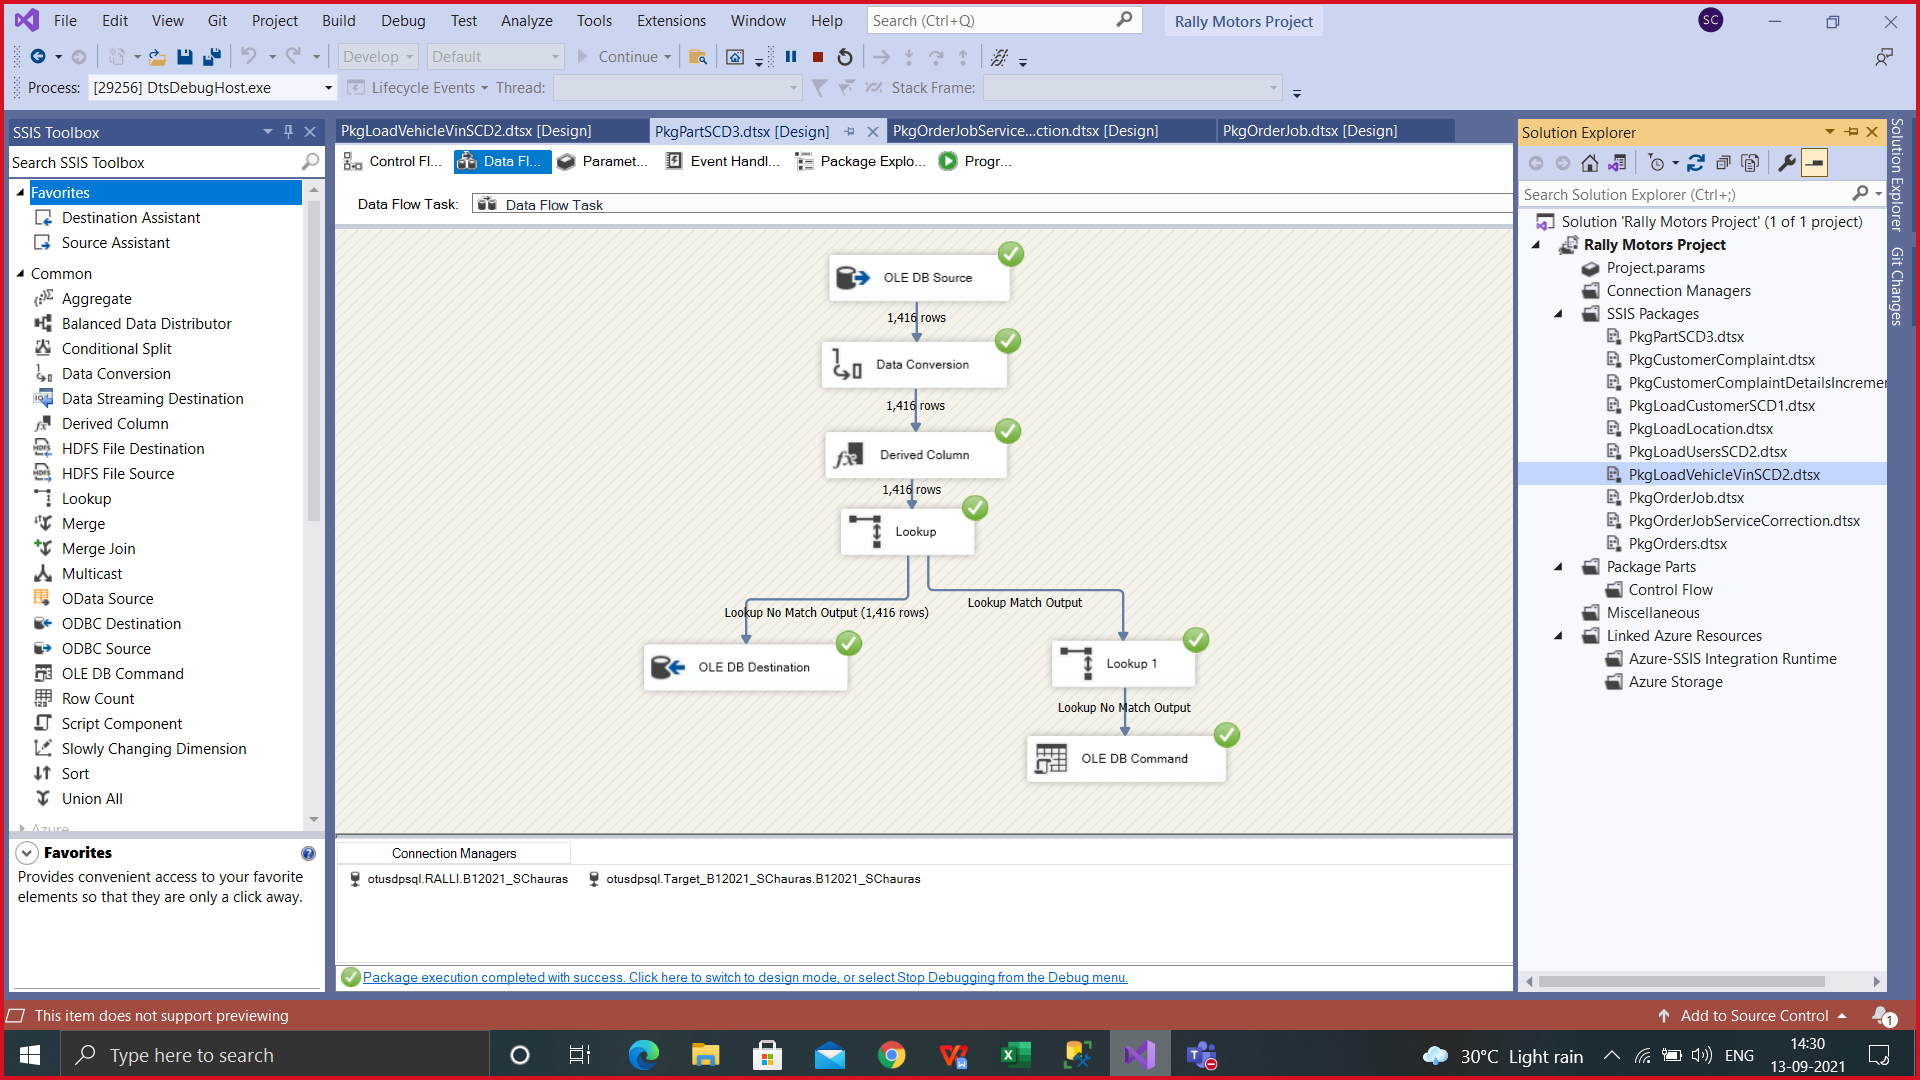 File Edit View Git Project Build Debug Test Analyze Tools Extensions Window Help Search (Ctrl+Q) Rally Motors Project SC
Develop Default Continue
Process: [29256] DtsDebugHost.exe Lifecycle Events Thread: Stack Frame:
SSIS Toolbox
Search SSIS Toolbox
Favorites
Destination Assistant
Source Assistant
Common
Aggregate
Balanced Data Distributor
Conditional Split
Data Conversion
Data Streaming Destination
Derived Column
HDFS File Destination
HDFS File Source
Lookup
Merge
Merge Join
Multicast
OData Source
ODBC Destination
ODBC Source
OLE DB Command
Row Count
Script Component
Slowly Changing Dimension
Sort
Union All
Azure
Favorites
Provides convenient access to your favorite
elements so that they are only a click away.
PkgLoadVehicleVinSCD2.dtsx [Design] PkgPartSCD3.dtsx [Design] PkgOrderJobService...ction.dtsx [Design] PkgOrderJob.dtsx [Design]
Control Fl... Data Fl... Paramet... Event Handl... Package Explo... Progr...
Data Flow Task: Data Flow Task
OLE DB Source
1,416 rows
Data Conversion
1,416 rows
Derived Column
1,416 rows
Lookup
Lookup No Match Output (1,416 rows)
Lookup Match Output
OLE DB Destination
Lookup 1
Lookup No Match Output
OLE DB Command
Connection Managers
otusdpsql.RALLI.B12021_SChauras otusdpsql.Target_B12021_SChauras.B12021_SChauras
Package execution completed with success. Click here to switch to design mode, or select Stop Debugging from the Debug menu.
Solution Explorer
Search Solution Explorer (Ctrl+;)
Solution 'Rally Motors Project' (1 of 1 project)
Rally Motors Project
Project.params
Connection Managers
SSIS Packages
PkgPartSCD3.dtsx
PkgCustomerComplaint.dtsx
PkgCustomerComplaintDetailsIncremer
PkgLoadCustomerSCD1.dtsx
PkgLoadLocation.dtsx
PkgLoadUsersSCD2.dtsx
PkgLoadVehicleVinSCD2.dtsx
PkgOrderJob.dtsx
PkgOrderJobServiceCorrection.dtsx
PkgOrders.dtsx
Package Parts
Control Flow
Miscellaneous
Linked Azure Resources
Azure-SSIS Integration Runtime
Azure Storage
Solution Explorer
Git Changes
This item does not support previewing
Add to Source Control 1
Type here to search
30°C Light rain ENG
14:30
13-09-2021